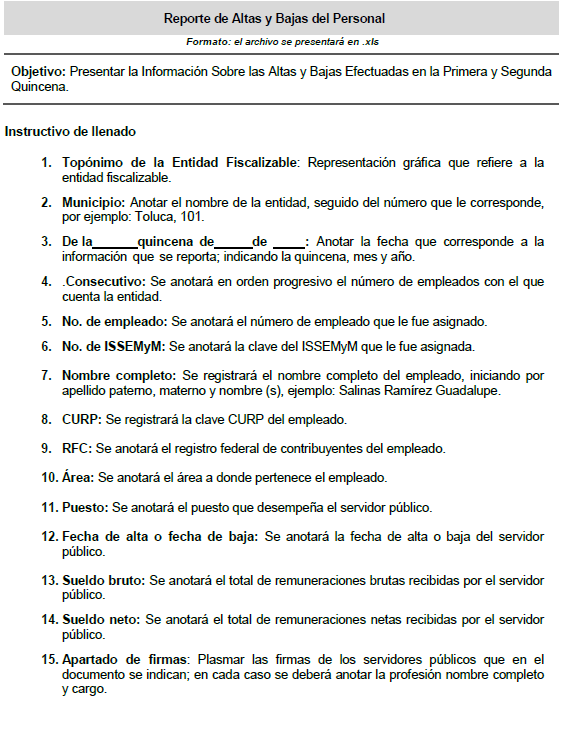 Reporte de Altas y Bajas del Personal
Formato: el archivo se presentará en .xls
Objetivo: Presentar la Información Sobre las Altas y Bajas Efectuadas en la Primera y Segunda
Quincena.
Instructivo de llenado
1. Topónimo de la Entidad Fiscalizable: Representación gráfica que refiere a la
entidad fiscalizable.
2. Municipio: Anotar el nombre de la entidad, seguido del número que le corresponde,
por ejemplo: Toluca, 101.
3. De la______quincena de_____de ____: Anotar la fecha que corresponde a la
información que se reporta; indicando la quincena, mes y año.
4. .Consecutivo: Se anotará en orden progresivo el número de empleados con el que
cuenta la entidad.
5. No. de empleado: Se anotará el número de empleado que le fue asignado.
6. No. de ISSEMyM: Se anotará la clave del ISSEMyM que le fue asignada.
7. Nombre completo: Se registrará el nombre completo del empleado, iniciando por
apellido paterno, materno y nombre (s), ejemplo: Salinas Ramírez Guadalupe.
8. CURP: Se registrará la clave CURP del empleado.
9. RFC: Se anotará el registro federal de contribuyentes del empleado.
10. Área: Se anotará el área a donde pertenece el empleado.
11. Puesto: Se anotará el puesto que desempeña el servidor público.
12. Fecha de alta o fecha de baja: Se anotará la fecha de alta o baja del servidor
público.
13. Sueldo bruto: Se anotará el total de remuneraciones brutas recibidas por el servidor
público.
14. Sueldo neto: Se anotará el total de remuneraciones netas recibidas por el servidor
público.
15. Apartado de firmas: Plasmar las firmas de los servidores públicos que en el
documento se indican; en cada caso se deberá anotar la profesión nombre completo
y cargo.